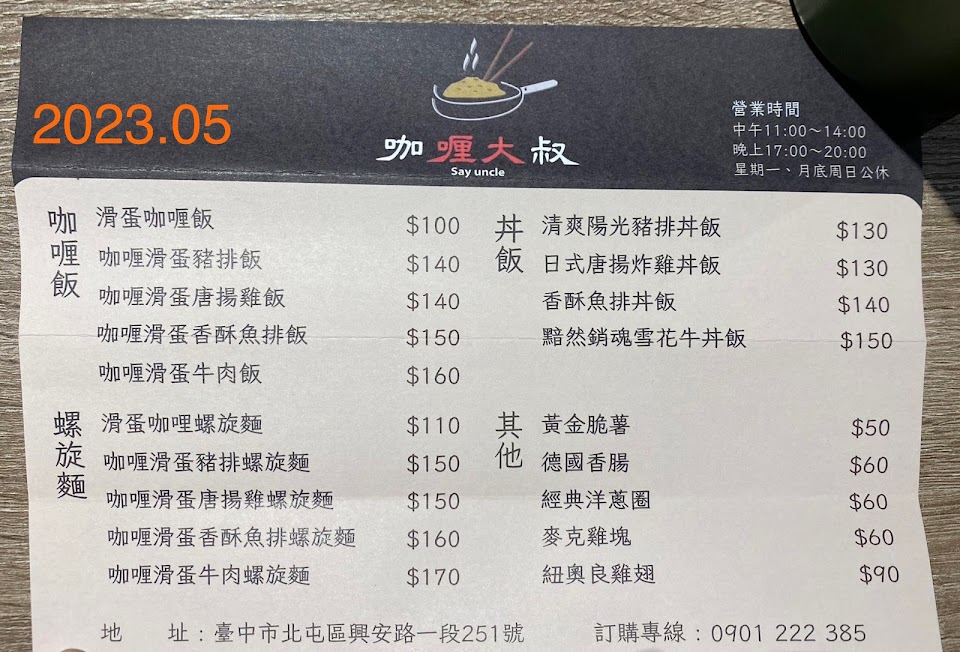 2023.05
咖喱大叔
Say uncle
營業時間
中午11:00～14:00
晚上17:00～20:00
星期一、月底周日公休
咖喱飯
滑蛋咖喱飯 $100
咖喱滑蛋豬排飯 $140
咖喱滑蛋唐揚雞飯 $140
咖喱滑蛋香酥魚排飯 $150
咖喱滑蛋牛肉飯 $160
丼飯
清爽陽光豬排丼飯 $130
日式唐揚炸雞丼飯 $130
香酥魚排丼飯 $140
黯然銷魂雪花牛丼飯 $150
螺旋麵
滑蛋咖哩螺旋麵 $110
咖喱滑蛋豬排螺旋麵 $150
咖喱滑蛋唐揚雞螺旋麵 $150
咖喱滑蛋香酥魚排螺旋麵 $160
咖喱滑蛋牛肉螺旋麵 $170
其他
黃金脆薯 $50
德國香腸 $60
經典洋蔥圈 $60
麥克雞塊 $60
紐奧良雞翅 $90
地 址：臺中市北屯區興安路一段251號 訂購專線：0901 222 385